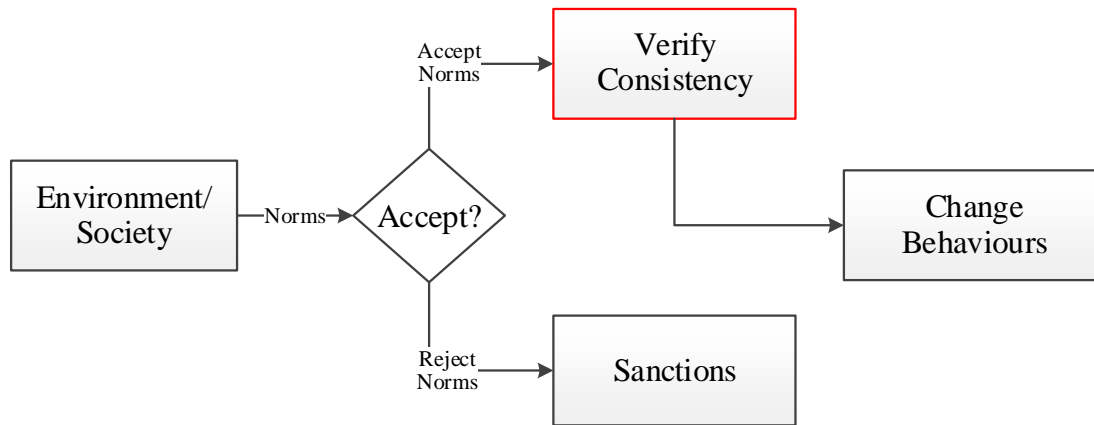 Accept
Norms
Verify
Consistency
Environment/
Society
Norms
Accept?
Change
Behaviours
Reject
Norms
Sanctions